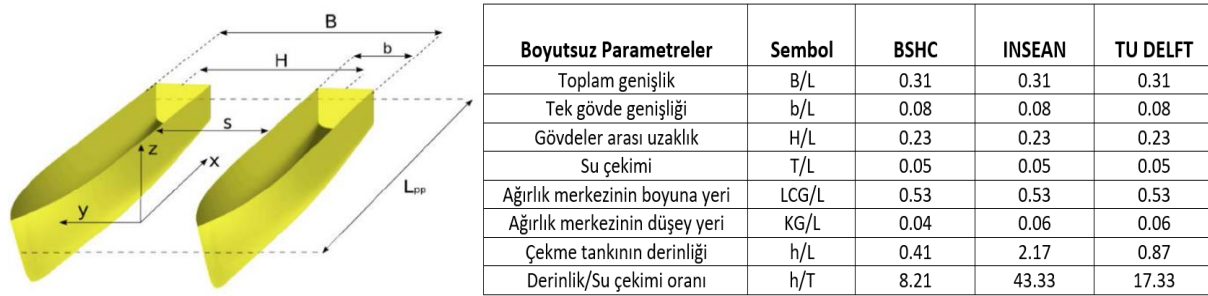 B
b
H
s
z
x
y
Lpp
Boyutsuz Parametreler Sembol BSHC INSEAN TU DELFT
Toplam genişlik B/L 0.31 0.31 0.31
Tek gövde genişliği b/L 0.08 0.08 0.08
Gövdeler arası uzaklık H/L 0.23 0.23 0.23
Su çekimi T/L 0.05 0.05 0.05
Ağırlık merkezinin boyuna yeri LCG/L 0.53 0.53 0.53
Ağırlık merkezinin düşey yeri KG/L 0.04 0.06 0.06
Çekme tankının derinliği h/L 0.41 2.17 0.87
Derinlik/Su çekimi oranı h/T 8.21 43.33 17.33